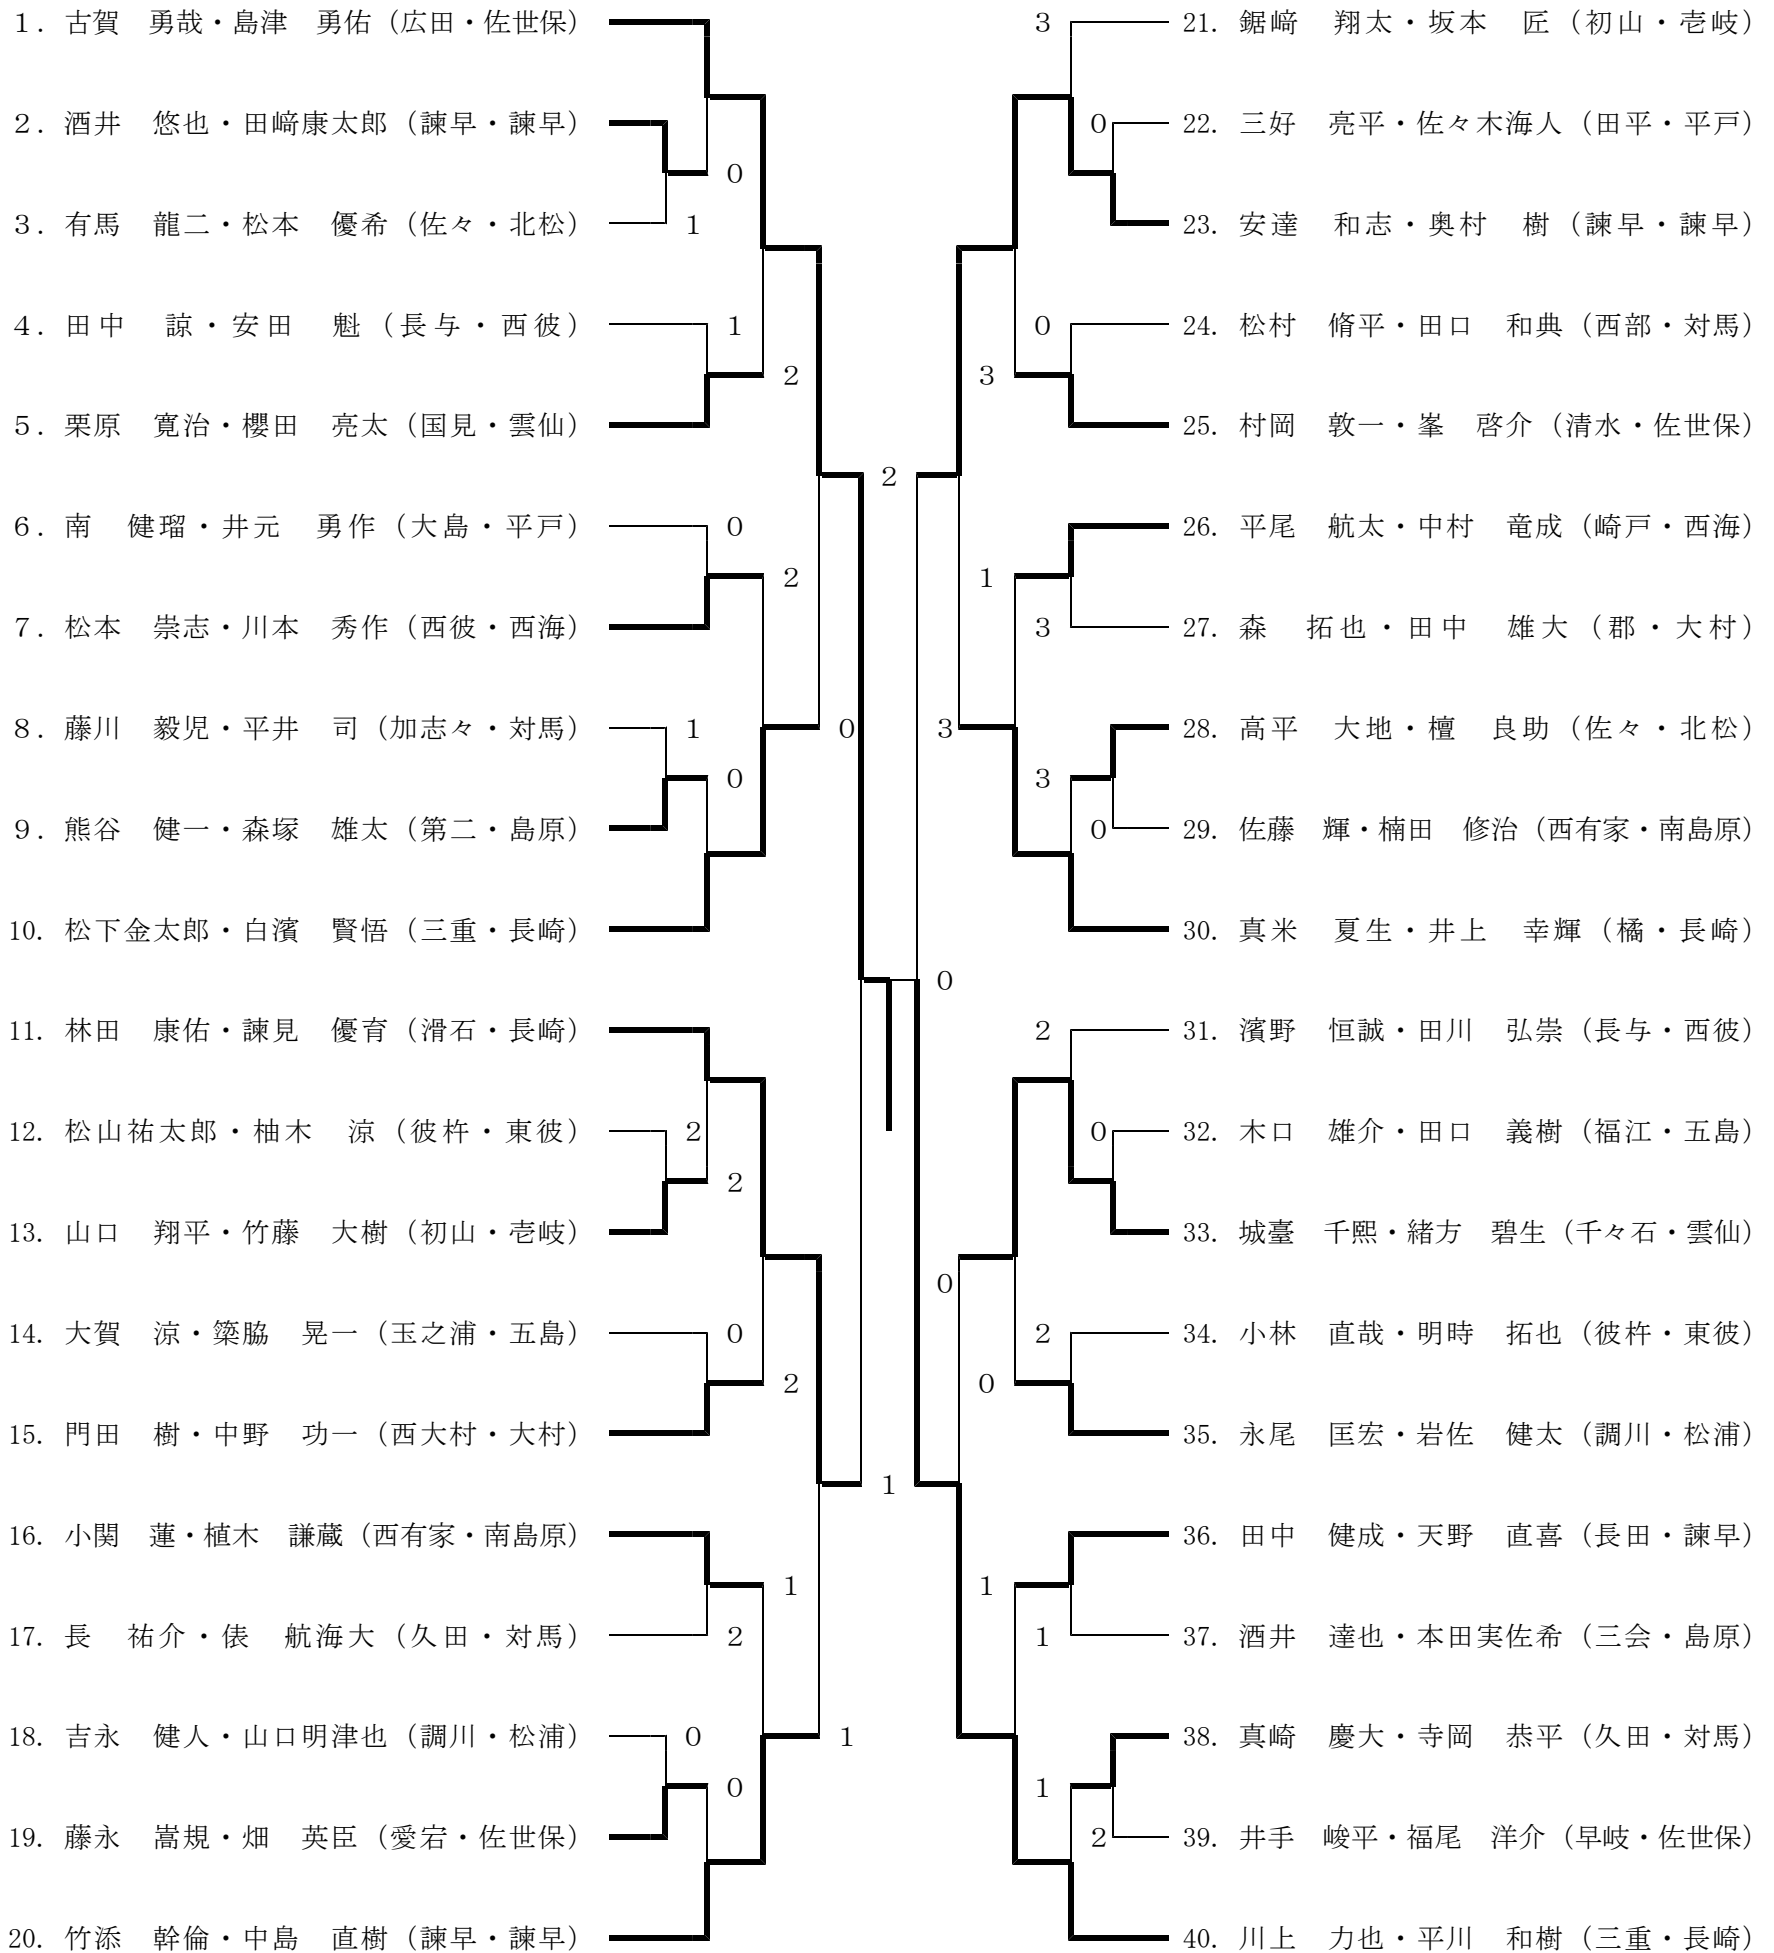 1. 古賀　勇哉・島津　勇佑（広田・佐世保）
2. 酒井　悠也・田﨑康太郎（諫早・諫早）
0
3. 有馬　龍二・松本　優希（佐々・北松）
1
4. 田中　諒・安田　魁（長与・西彼）
1
2
5. 栗原　寛治・櫻田　亮太（国見・雲仙）
6. 南　健瑠・井元　勇作（大島・平戸）
0
2
7. 松本　崇志・川本　秀作（西彼・西海）
8. 藤川　毅児・平井　司（加志々・対馬）
1
0
0
9. 熊谷　健一・森塚　雄太（第二・島原）
10. 松下金太郎・白濱　賢悟（三重・長崎）
11. 林田　康佑・諫見　優育（滑石・長崎）
12. 松山祐太郎・柚木　涼（彼杵・東彼）
2
2
13. 山口　翔平・竹藤　大樹（初山・壱岐）
14. 大賀　涼・簗脇　晃一（玉之浦・五島）
0
2
15. 門田　樹・中野　功一（西大村・大村）
16. 小関　蓮・植木　謙蔵（西有家・南島原）
1
17. 長　祐介・俵　航海大（久田・対馬）
2
18. 吉永　健人・山口明津也（調川・松浦）
0
1
0
19. 藤永　嵩規・畑　英臣（愛宕・佐世保）
20. 竹添　幹倫・中島　直樹（諫早・諫早）
2
0
1
3
21. 鋸﨑　翔太・坂本　匠（初山・壱岐）
0
22. 三好　亮平・佐々木海人（田平・平戸）
23. 安達　和志・奥村　樹（諫早・諫早）
0
24. 松村　脩平・田口　和典（西部・対馬）
3
25. 村岡　敦一・峯　啓介（清水・佐世保）
26. 平尾　航太・中村　竜成（崎戸・西海）
1
3
27. 森　拓也・田中　雄大（郡・大村）
3
28. 高平　大地・檀　良助（佐々・北松）
3
0
29. 佐藤　輝・楠田　修治（西有家・南島原）
30. 真米　夏生・井上　幸輝（橘・長崎）
2
31. 濱野　恒誠・田川　弘崇（長与・西彼）
0
32. 木口　雄介・田口　義樹（福江・五島）
33. 城臺　千熙・緒方　碧生（千々石・雲仙）
0
2
34. 小林　直哉・明時　拓也（彼杵・東彼）
0
35. 永尾　匡宏・岩佐　健太（調川・松浦）
36. 田中　健成・天野　直喜（長田・諫早）
1
1
37. 酒井　達也・本田実佐希（三会・島原）
38. 真崎　慶大・寺岡　恭平（久田・対馬）
1
2
39. 井手　峻平・福尾　洋介（早岐・佐世保）
40. 川上　力也・平川　和樹（三重・長崎）